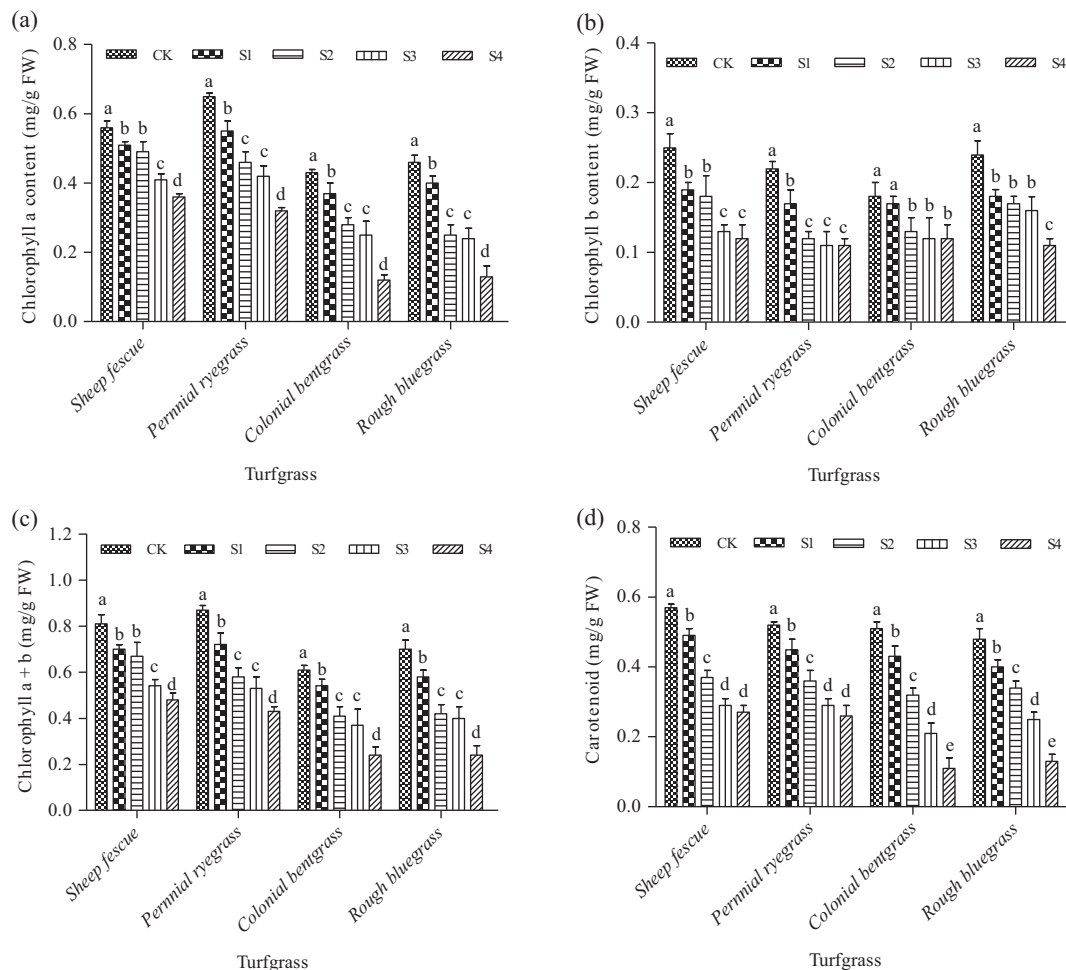 (a)
Chlorophyll a content (mg/g FW)
0.8
0.6
0.4
0.2
0.0
CK S1 S2 S3 S4
a b b c d
a b c c d
a b c c d
a b c c d
Sheep fescue
Pernnial ryegrass
Colonial bentgrass
Rough bluegrass
Turfgrass
(b)
Chlorophyll b content (mg/g FW)
0.4
0.3
0.2
0.1
0.0
CK S1 S2 S3 S4
a b b c c
a b c c c
a a b b b
a b b b c
Sheep fescue
Pernnial ryegrass
Colonial bentgrass
Rough bluegrass
Turfgrass
(c)
Chlorophyll a + b (mg/g FW)
1.2
1.0
0.8
0.6
0.4
0.2
0.0
CK S1 S2 S3 S4
a b b c d
a b c c d
a b c c d
a b c c d
Sheep fescue
Pernnial ryegrass
Colonial bentgrass
Rough bluegrass
Turfgrass
(d)
Carotenoid (mg/g FW)
0.8
0.6
0.4
0.2
0.0
CK S1 S2 S3 S4
a b c d d
a b c d d
a b c d e
a b c d e
Sheep fescue
Pernnial ryegrass
Colonial bentgrass
Rough bluegrass
Turfgrass